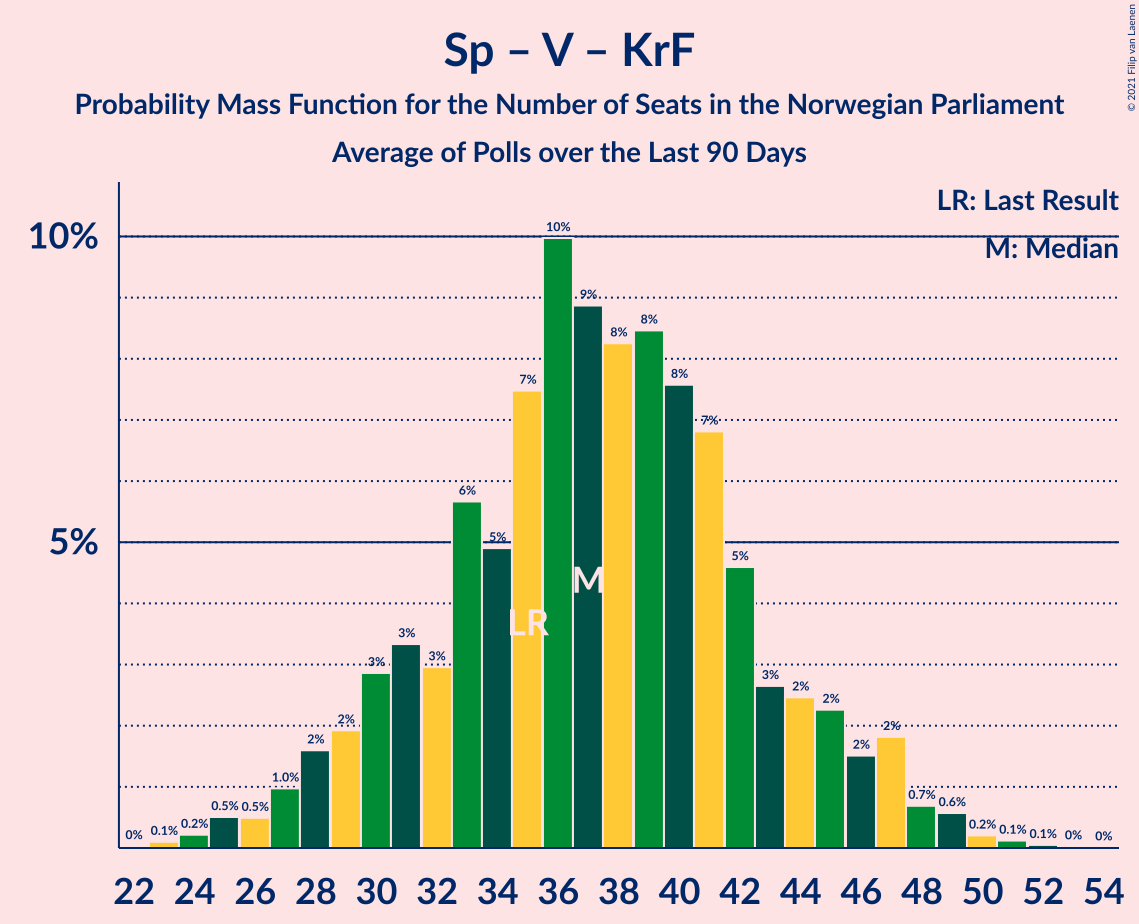 Sp – V – KrF
Probability Mass Function for the Number of Seats in the Norwegian Parliament
Average of Polls over the Last 90 Days
© 2021 Filip van Laenen
LR: Last Result
M: Median
10%
5%
0% 0.1% 0.2% 0.5% 0.5% 1.0% 2% 2% 3% 3% 3% 6% 5% 7% 10% 9% 8% 8% 8% 7% 5% 3% 2% 2% 2% 2% 0.7% 0.6% 0.2% 0.1% 0.1% 0% 0%
M
LR
22 24 26 28 30 32 34 36 38 40 42 44 46 48 50 52 54